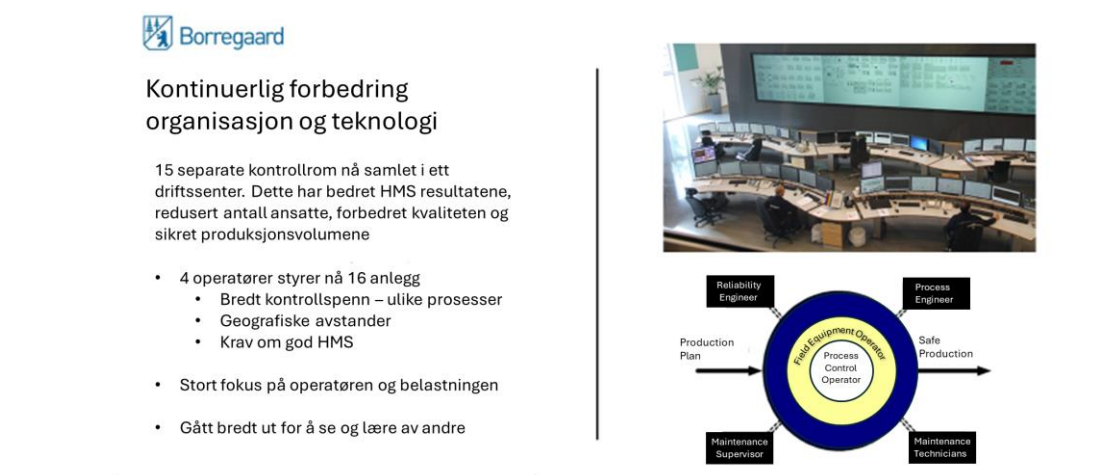 Borregaard
Kontinuerlig forbedring
organisasjon og teknologi
15 separate kontrollrom nå samlet i ett
driftssenter. Dette har bedret HMS resultatene,
redusert antall ansatte, forbedret kvaliteten og
sikret produksjonsvolumene
• 4 operatører styrer nå 16 anlegg
• Bredt kontrollspenn – ulike prosesser
• Geografiske avstander
• Krav om god HMS
• Stort fokus på operatøren og belastningen
• Gått bredt ut for å se og lære av andre
Reliability
Engineer
Process
Engineer
Production
Plan
Field Equipment Operator
Process
Control
Operator
Safe
Production
Maintenance
Supervisor
Maintenance
Technicians